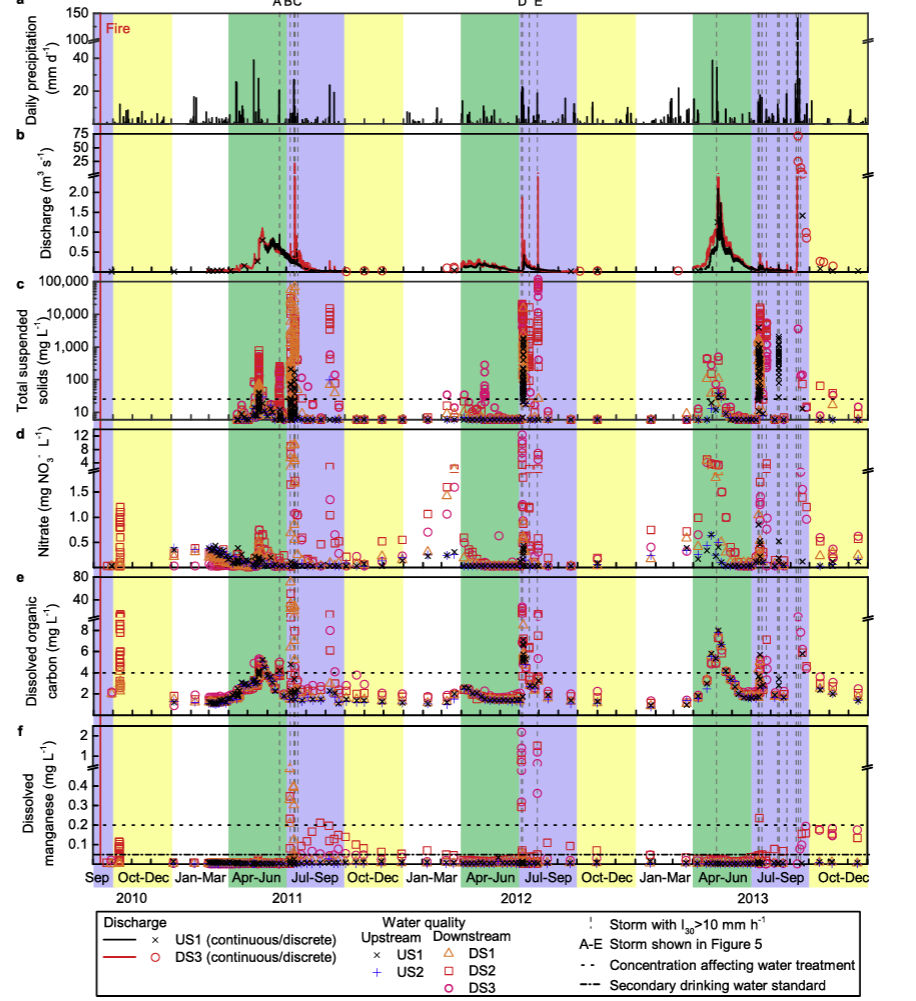 a
A B C D E
Fire
Daily precipitation
(mm d⁻¹)
150
100
40
20
b
Discharge (m³ s⁻¹)
75
50
25
2.0
1.5
1.0
0.5
c
Total suspended
solids (mg L⁻¹)
100,000
10,000
1,000
100
10
d
Nitrate (mg NO₃⁻ L⁻¹)
12
8
4
1.5
1.0
0.5
e
Dissolved organic
carbon (mg L⁻¹)
80
40
8
6
4
2
f
Dissolved
manganese (mg L⁻¹)
2
1
0.4
0.3
0.2
0.1
Sep Oct-Dec Jan-Mar Apr-Jun Jul-Sep Oct-Dec Jan-Mar Apr-Jun Jul-Sep Oct-Dec Jan-Mar Apr-Jun Jul-Sep Oct-Dec
2010 2011 2012 2013
Discharge
US1 (continuous/discrete)
DS3 (continuous/discrete)
Water quality
Upstream Downstream
US1 DS1
US2 DS2
DS3
Storm with I₃₀>10 mm h⁻¹
A-E Storm shown in Figure 5
Concentration affecting water treatment
Secondary drinking water standard